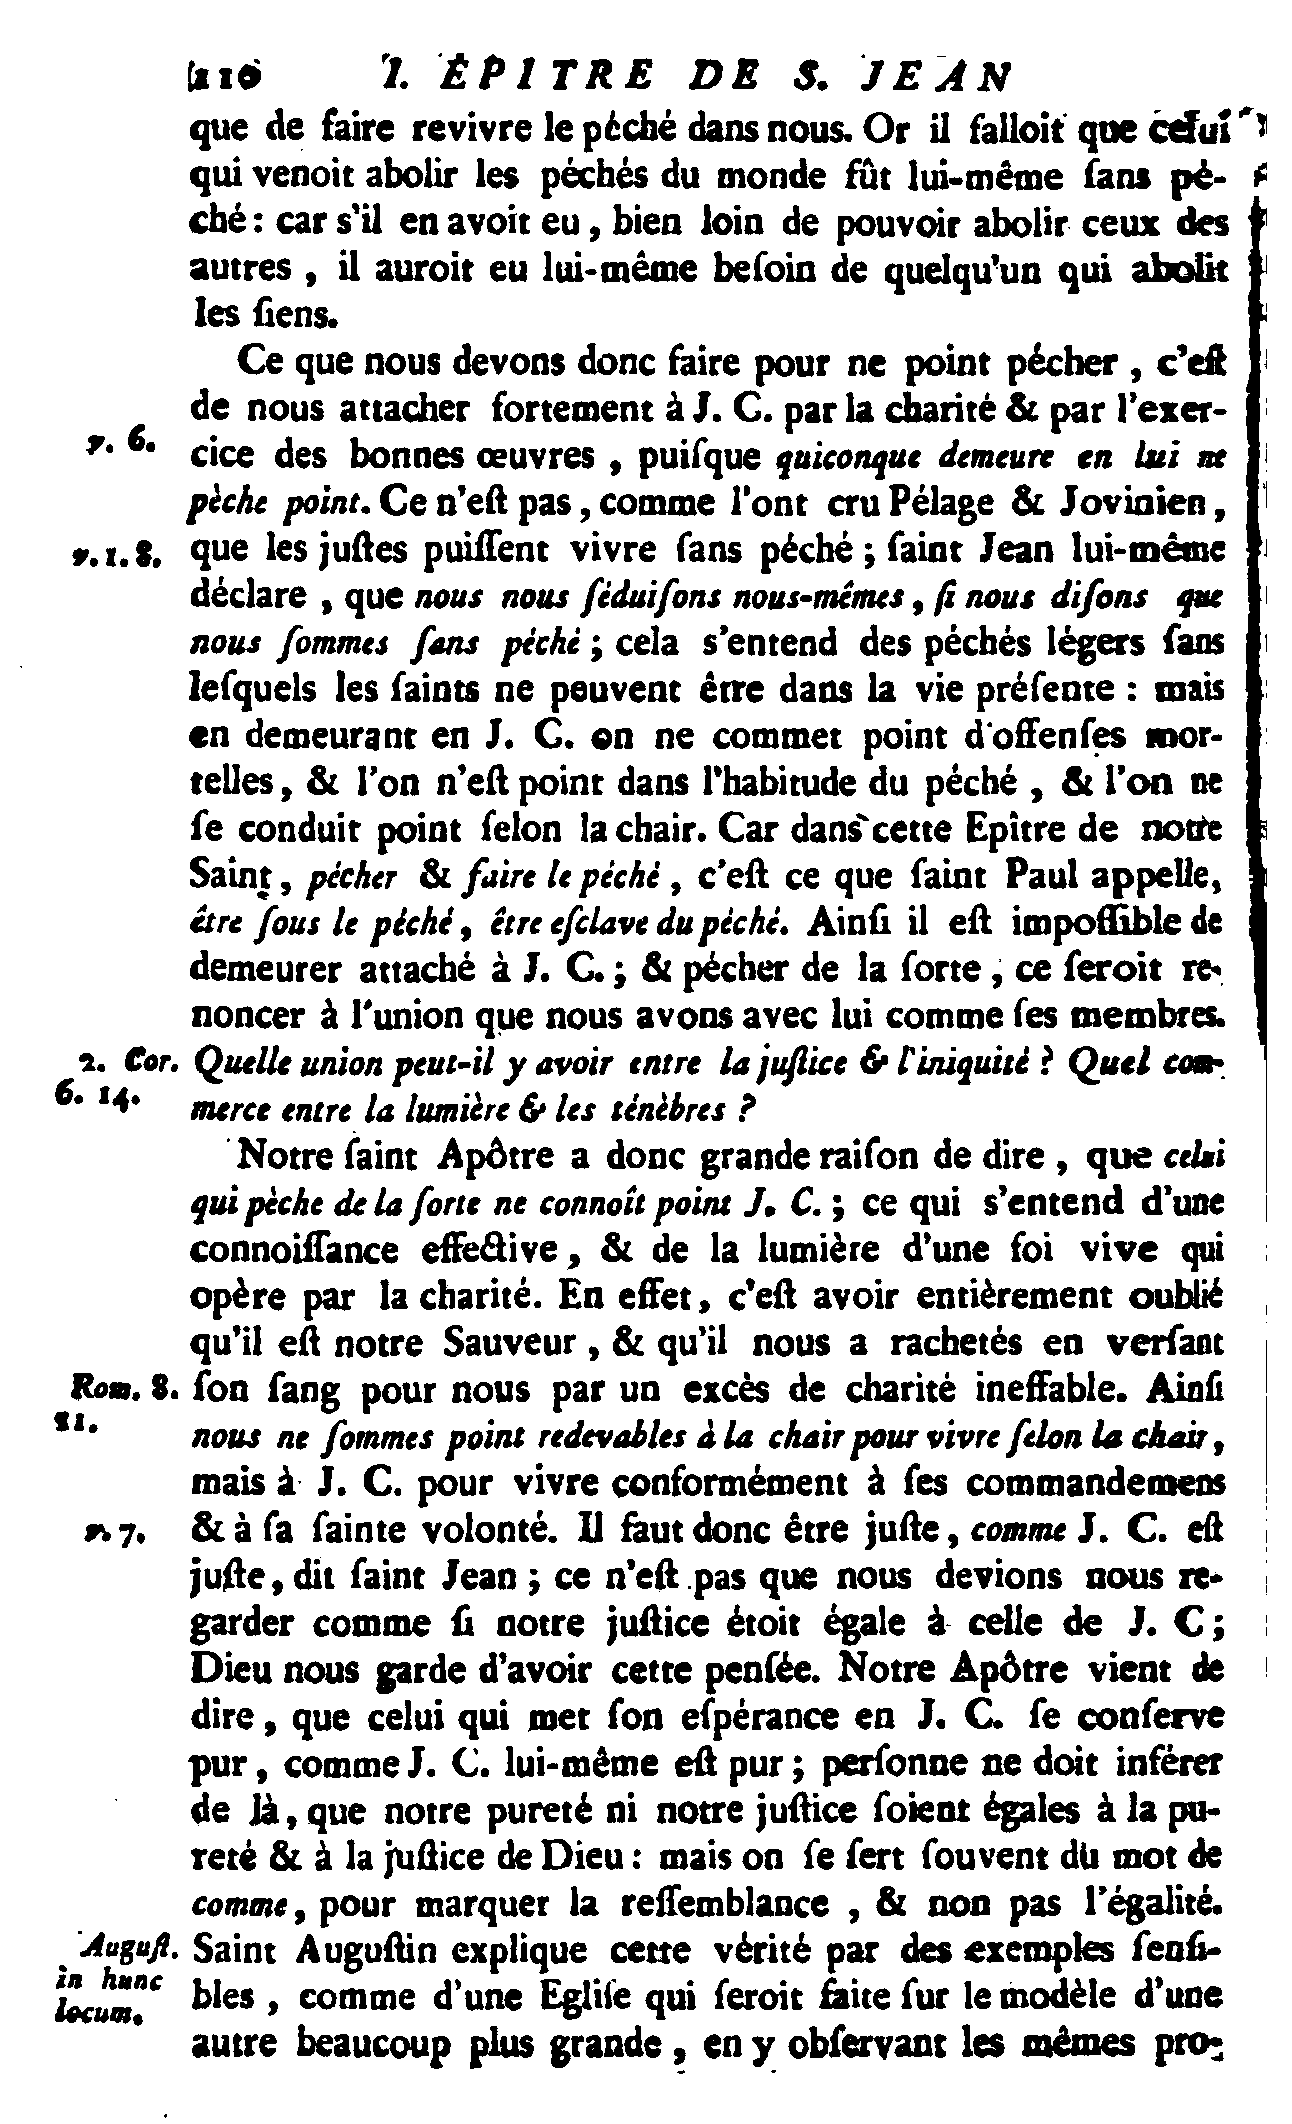 110 I. ÉPITRE DE S. JEAN
que de faire revivre le péché dans nous. Or il falloit que celui
qui venoit abolir les péchés du monde fût lui-même ſans pé-
ché : car s'il en avoit eu , bien loin de pouvoir abolir ceux des
autres , il auroit eu lui-même beſoin de quelqu'un qui abolit
les ſiens.
Ce que nous devons donc faire pour ne point pécher , c'eſt
de nous attacher fortement à J. C. par la charité & par l'exer-
v. 6. cice des bonnes œuvres , puiſque quiconque demeure en lui ne
pèche point. Ce n'eſt pas , comme l'ont cru Pélage & Jovinien ,
v. 1. 8. que les juſtes puiſſent vivre ſans péché ; ſaint Jean lui-même
déclare , que nous nous ſéduiſons nous-mêmes , ſi nous diſons que
nous ſommes ſans péché ; cela s'entend des péchés légers ſans
leſquels les ſaints ne peuvent être dans la vie préſente : mais
en demeurant en J. C. on ne commet point d'offenſes mor-
telles , & l'on n'eſt point dans l'habitude du péché , & l'on ne
ſe conduit point ſelon la chair. Car dans cette Epître de notre
Saint , pécher & faire le péché , c'eſt ce que ſaint Paul appelle,
être ſous le péché , être eſclave du péché. Ainſi il eſt impoſſible de
demeurer attaché à J. C. ; & pécher de la ſorte , ce ſeroit re-
noncer à l'union que nous avons avec lui comme ſes membres.
2. Cor. Quelle union peut-il y avoir entre la juſtice & l'iniquité ? Quel com-
6. 14. merce entre la lumière & les ténèbres ?
Notre ſaint Apôtre a donc grande raiſon de dire , que celui
qui pèche de la ſorte ne connoît point J. C. ; ce qui s'entend d'une
connoiſſance effective , & de la lumière d'une foi vive qui
opère par la charité. En effet , c'eſt avoir entièrement oublié
qu'il eſt notre Sauveur , & qu'il nous a rachetés en verſant
Rom. 8. ſon ſang pour nous par un excès de charité ineffable. Ainſi
21. nous ne ſommes point redevables à la chair pour vivre ſelon la chair ,
mais à J. C. pour vivre conformément à ſes commandemens
v. 7. & à ſa ſainte volonté. Il faut donc être juſte , comme J. C. eſt
juſte , dit ſaint Jean ; ce n'eſt pas que nous devions nous re-
garder comme ſi notre juſtice étoit égale à celle de J. C ;
Dieu nous garde d'avoir cette penſée. Notre Apôtre vient de
dire , que celui qui met ſon eſpérance en J. C. ſe conſerve
pur , comme J. C. lui-même eſt pur ; perſonne ne doit inférer
de là , que notre pureté ni notre juſtice ſoient égales à la pu-
reté & à la juſtice de Dieu : mais on ſe ſert ſouvent du mot de
comme , pour marquer la reſſemblance , & non pas l'égalité.
Auguſt. Saint Auguſtin explique cette vérité par des exemples ſenſi-
in hunc bles , comme d'une Egliſe qui ſeroit faite ſur le modèle d'une
locum. autre beaucoup plus grande , en y obſervant les mêmes pro-